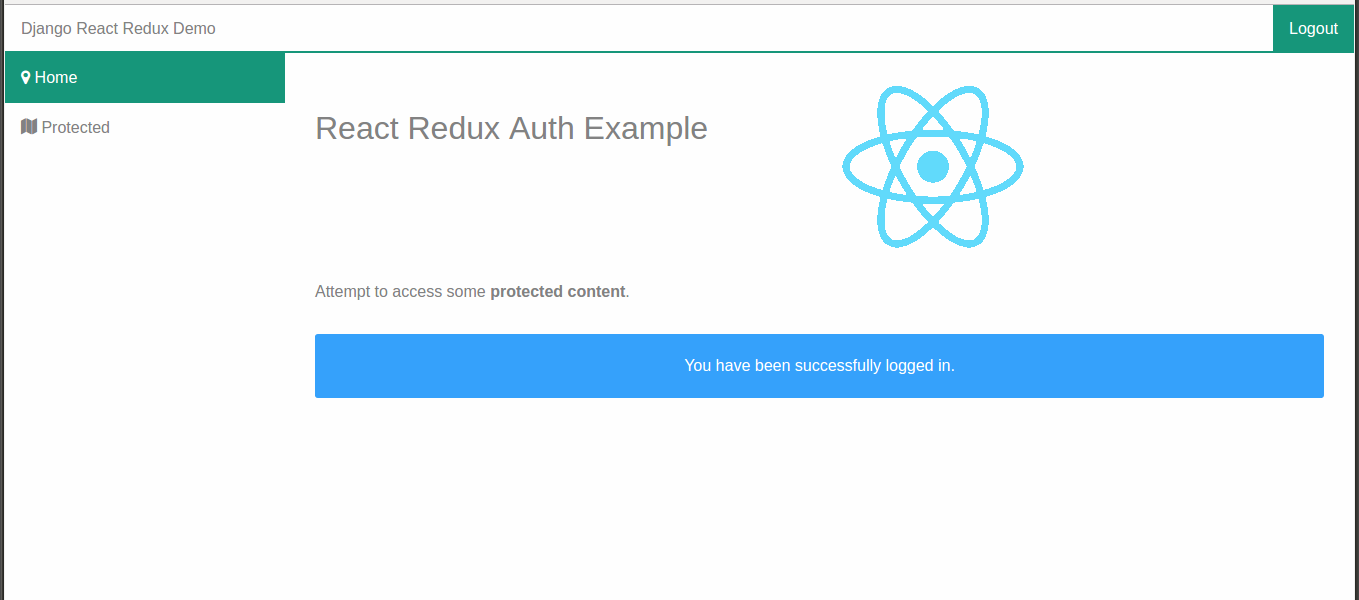 Django React Redux Demo
Logout
Home
Protected
React Redux Auth Example
Attempt to access some protected content.
You have been successfully logged in.